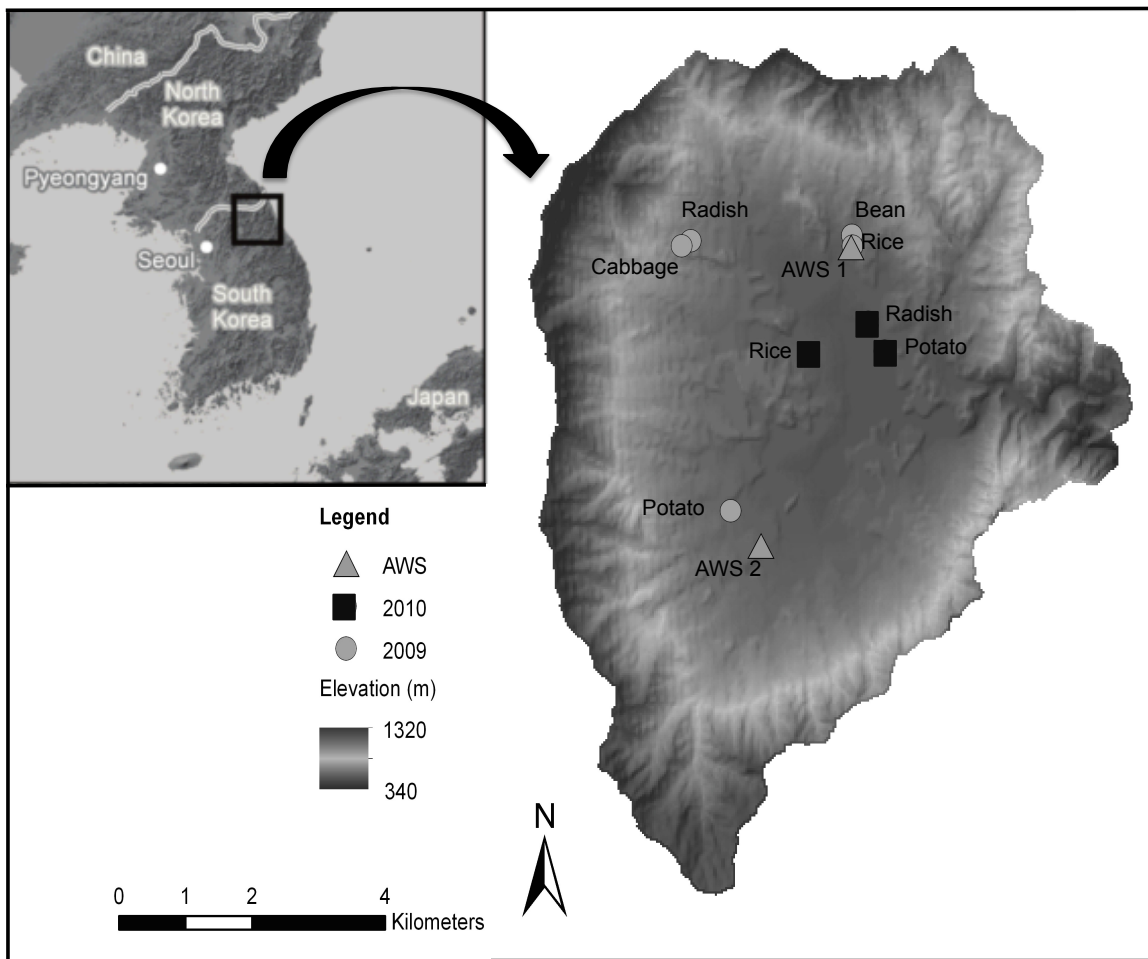 China
North
Korea
Pyeongyang
Seoul
South
Korea
Japan
Radish
Cabbage
Bean
Rice
AWS 1
Radish
Rice
Potato
Potato
AWS 2
Legend
AWS
2010
2009
Elevation (m)
1320
340
N
0 1 2 4
Kilometers